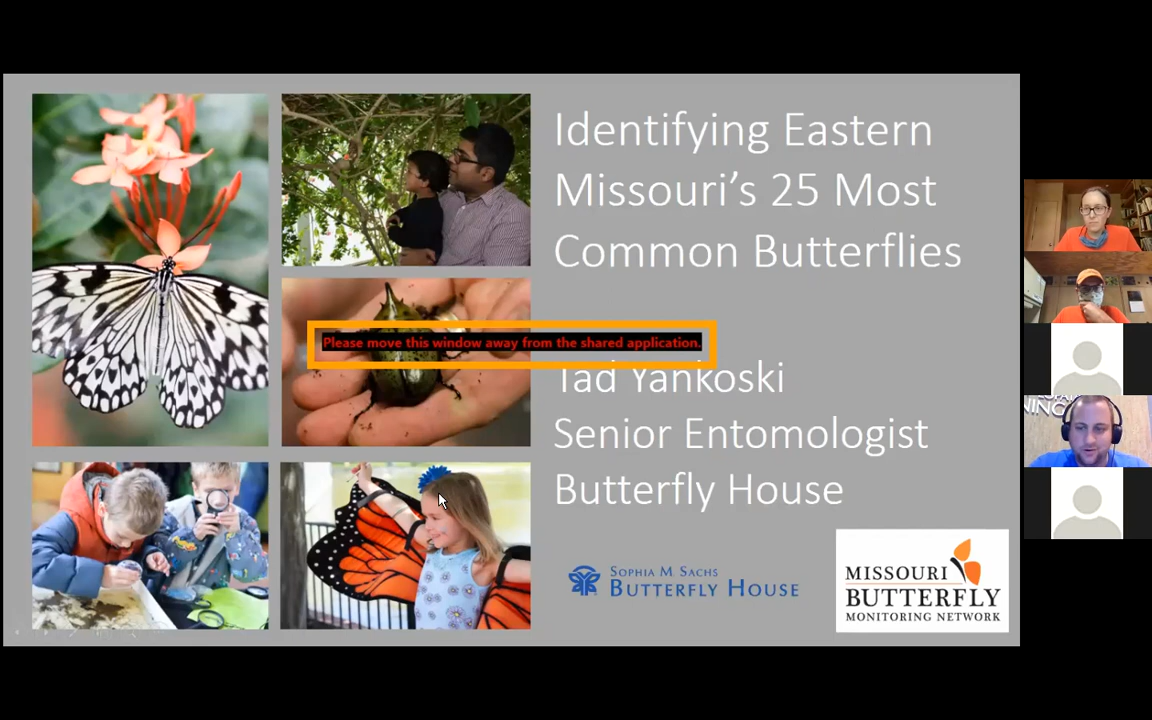 Identifying Eastern
Missouri's 25 Most
Common Butterflies
Please move this window away from the shared application.
Tad Yankoski
Senior Entomologist
Butterfly House
SOPHIA M SACHS
BUTTERFLY HOUSE
MISSOURI
BUTTERFLY
MONITORING NETWORK